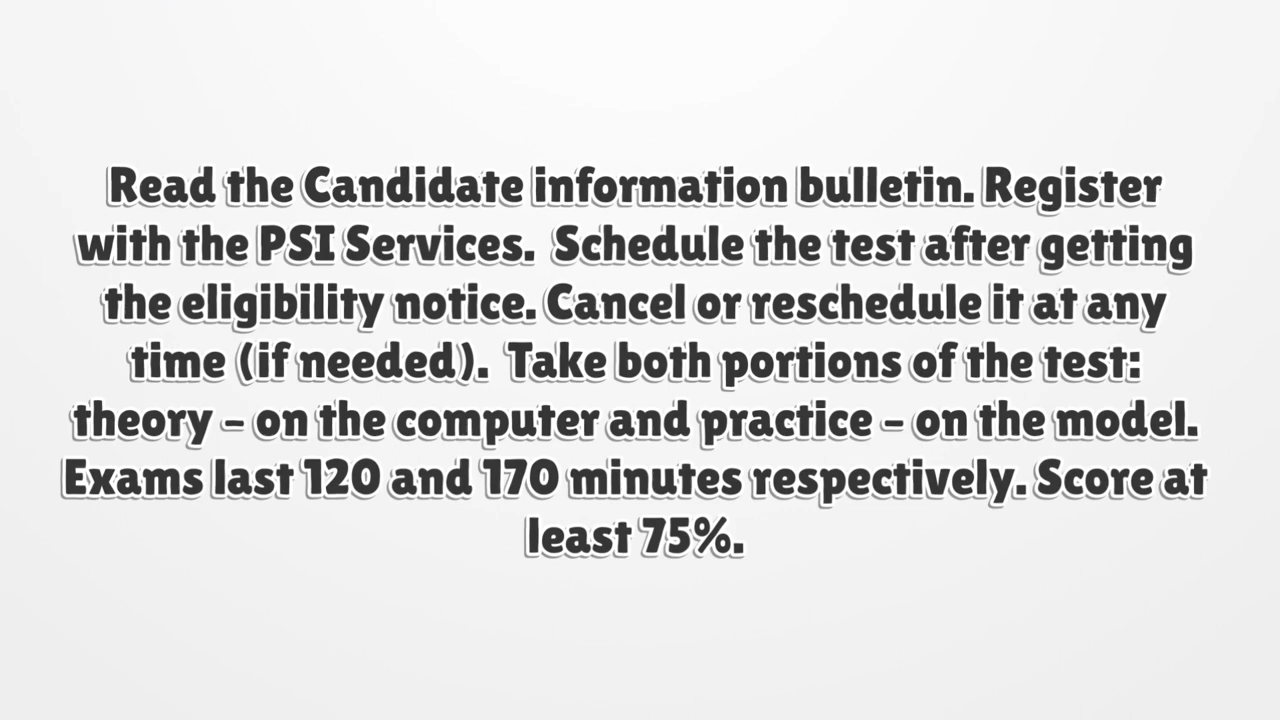 Read the Candidate information bulletin. Register
with the PSI Services.  Schedule the test after getting
the eligibility notice. Cancel or reschedule it at any
time (if needed).  Take both portions of the test:
theory – on the computer and practice – on the model.
Exams last 120 and 170 minutes respectively. Score at
least 75%.